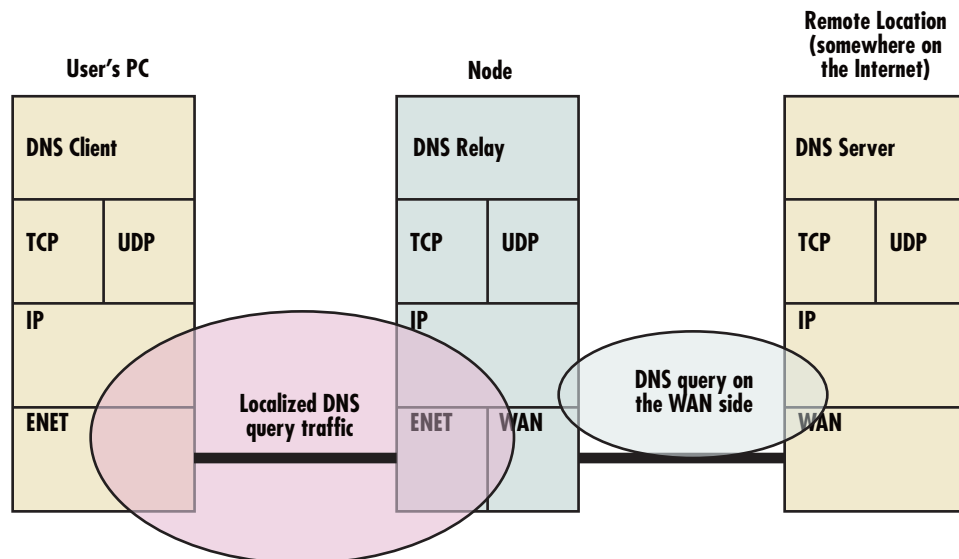 Remote Location
(somewhere on
the Internet)
User's PC
Node
DNS Client
DNS Relay
DNS Server
TCP
UDP
TCP
UDP
TCP
UDP
IP
IP
IP
Localized DNS
query traffic
DNS query on
the WAN side
ENET
ENET
WAN
WAN